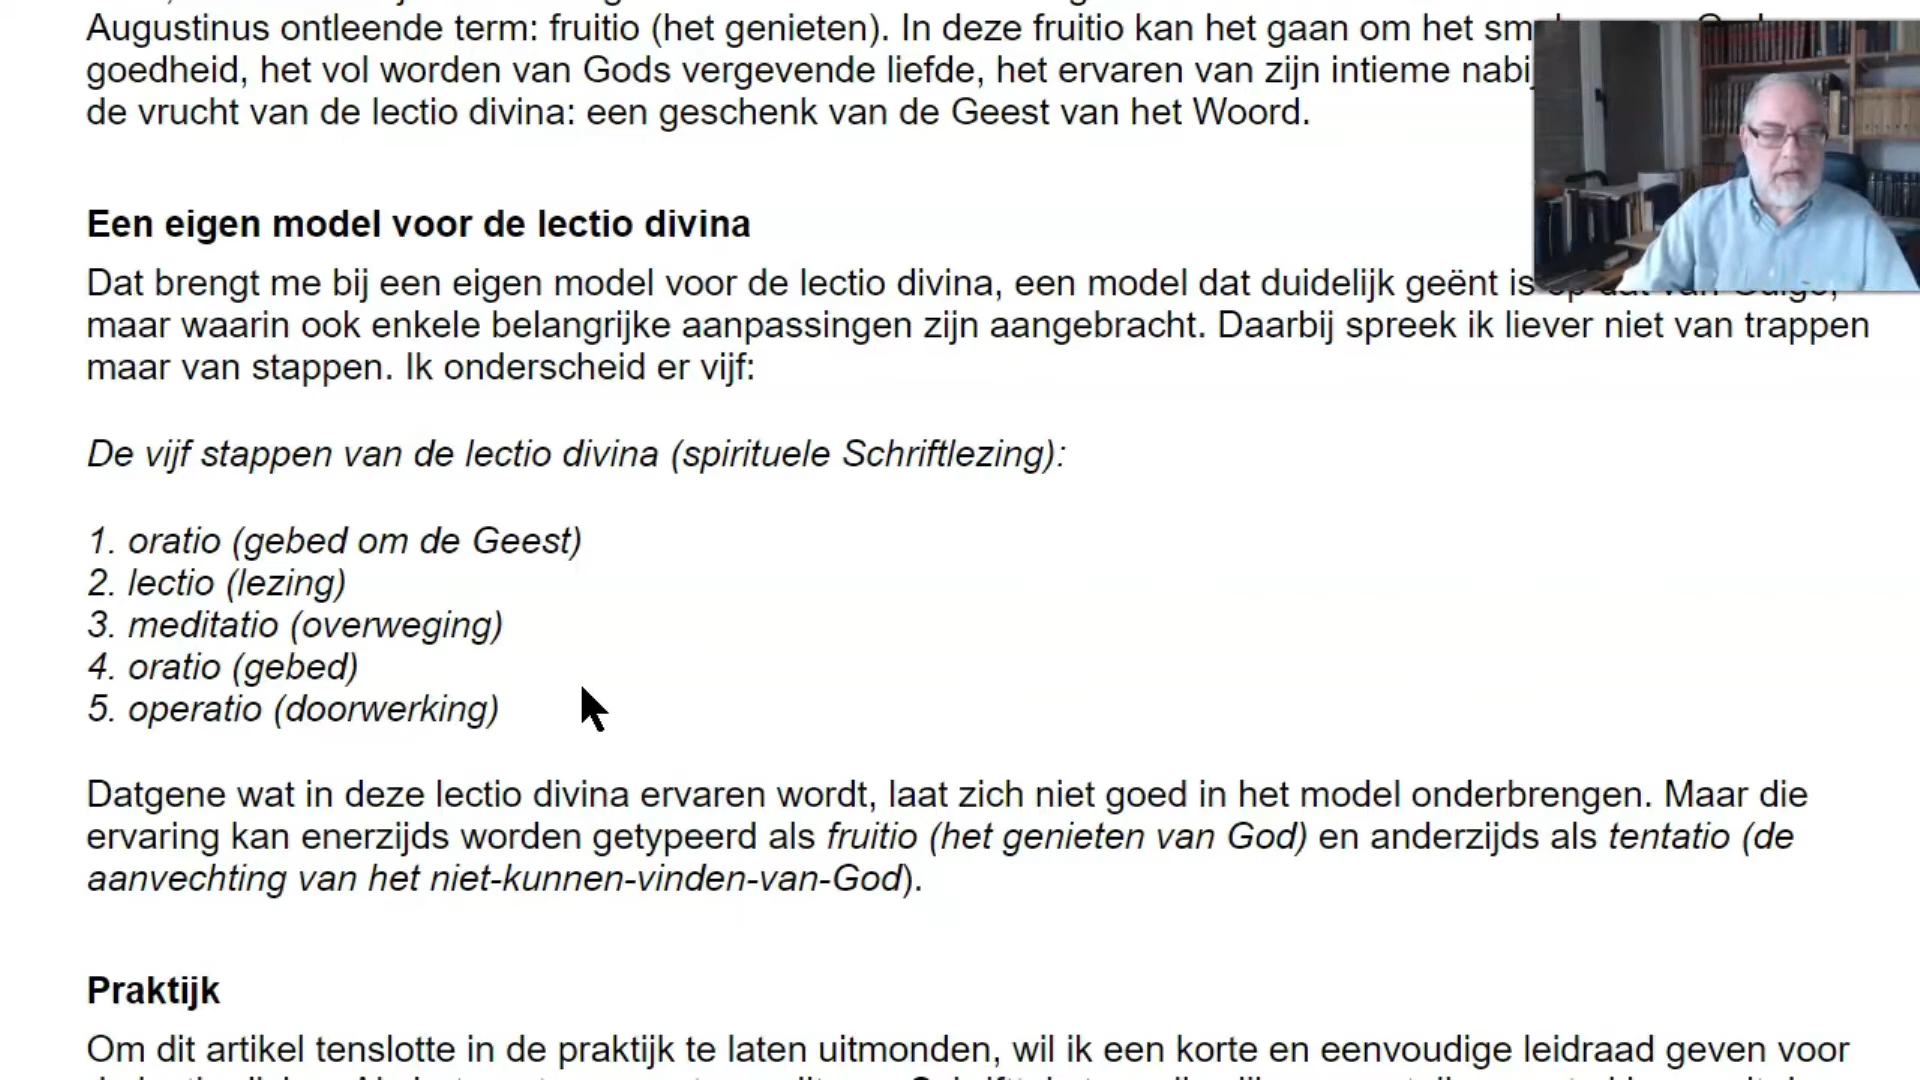 Augustinus ontleende term: fruitio (het genieten). In deze fruitio kan het gaan om het
goedheid, het vol worden van Gods vergevende liefde, het ervaren van zijn intieme
de vrucht van de lectio divina: een geschenk van de Geest van het Woord.
Een eigen model voor de lectio divina
Dat brengt me bij een eigen model voor de lectio divina, een model dat duidelijk geënt is
maar waarin ook enkele belangrijke aanpassingen zijn aangebracht. Daarbij spreek ik liever niet van trappen
maar van stappen. Ik onderscheid er vijf:
De vijf stappen van de lectio divina (spirituele Schriftlezing):
1. oratio (gebed om de Geest)
2. lectio (lezing)
3. meditatio (overweging)
4. oratio (gebed)
5. operatio (doorwerking)
Datgene wat in deze lectio divina ervaren wordt, laat zich niet goed in het model onderbrengen. Maar die
ervaring kan enerzijds worden getypeerd als fruitio (het genieten van God) en anderzijds als tentatio (de
aanvechting van het niet-kunnen-vinden-van-God).
Praktijk
Om dit artikel tenslotte in de praktijk te laten uitmonden, wil ik een korte en eenvoudige leidraad geven voor